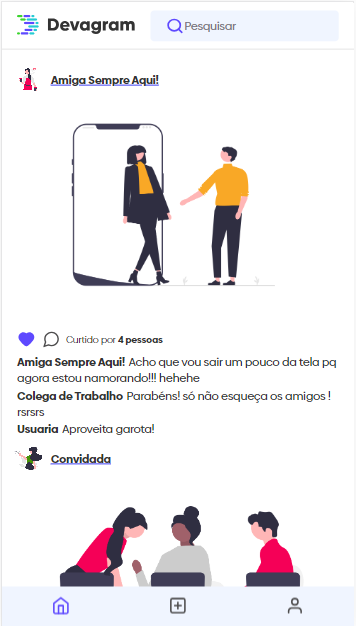 Devagram
Pesquisar
Amiga Sempre Aqui!
Curtido por 4 pessoas
Amiga Sempre Aqui! Acho que vou sair um pouco da tela pq
agora estou namorando!!! hehehe
Colega de Trabalho Parabéns! só não esqueça os amigos !
rsrsrs
Usuaria Aproveita garota!
Convidada